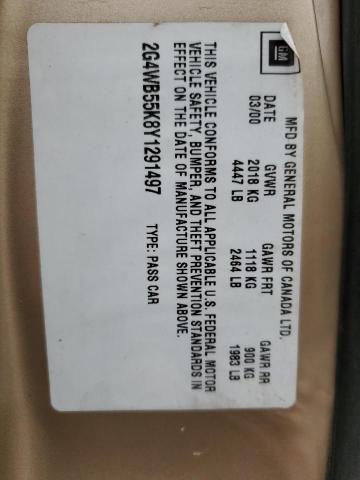 GM
MFD BY GENERAL MOTORS OF CANADA LTD.
DATE GVWR GAWR FRT GAWR RR
03/00 2018 KG 1118 KG 900 KG
4447 LB 2464 LB 1983 LB
THIS VEHICLE CONFORMS TO ALL APPLICABLE U.S. FEDERAL MOTOR
VEHICLE SAFETY, BUMPER, AND THEFT PREVENTION STANDARDS IN
EFFECT ON THE DATE OF MANUFACTURE SHOWN ABOVE.
2G4WB55K8Y1291497 TYPE: PASS CAR